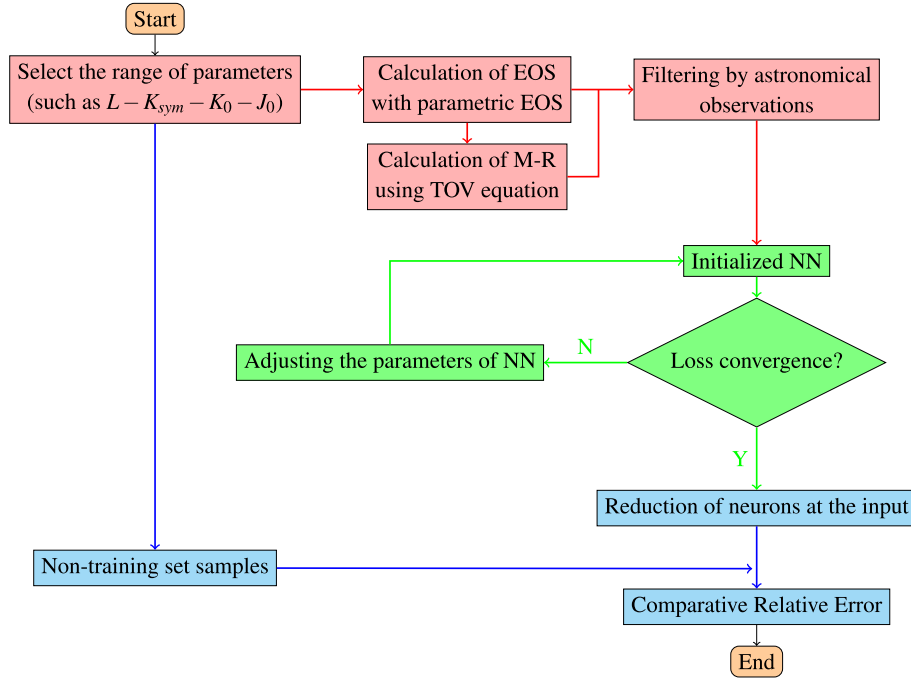 Start
Select the range of parameters
(such as L − K_sym − K_0 − J_0)
Calculation of EOS
with parametric EOS
Filtering by astronomical
observations
Calculation of M-R
using TOV equation
Initialized NN
Loss convergence?
N
Adjusting the parameters of NN
Y
Reduction of neurons at the input
Non-training set samples
Comparative Relative Error
End